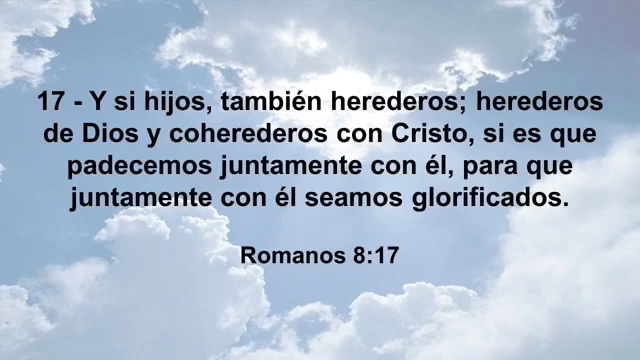 17 - Y si hijos, también herederos; herederos
de Dios y coherederos con Cristo, si es que
padecemos juntamente con él, para que
juntamente con él seamos glorificados.
Romanos 8:17